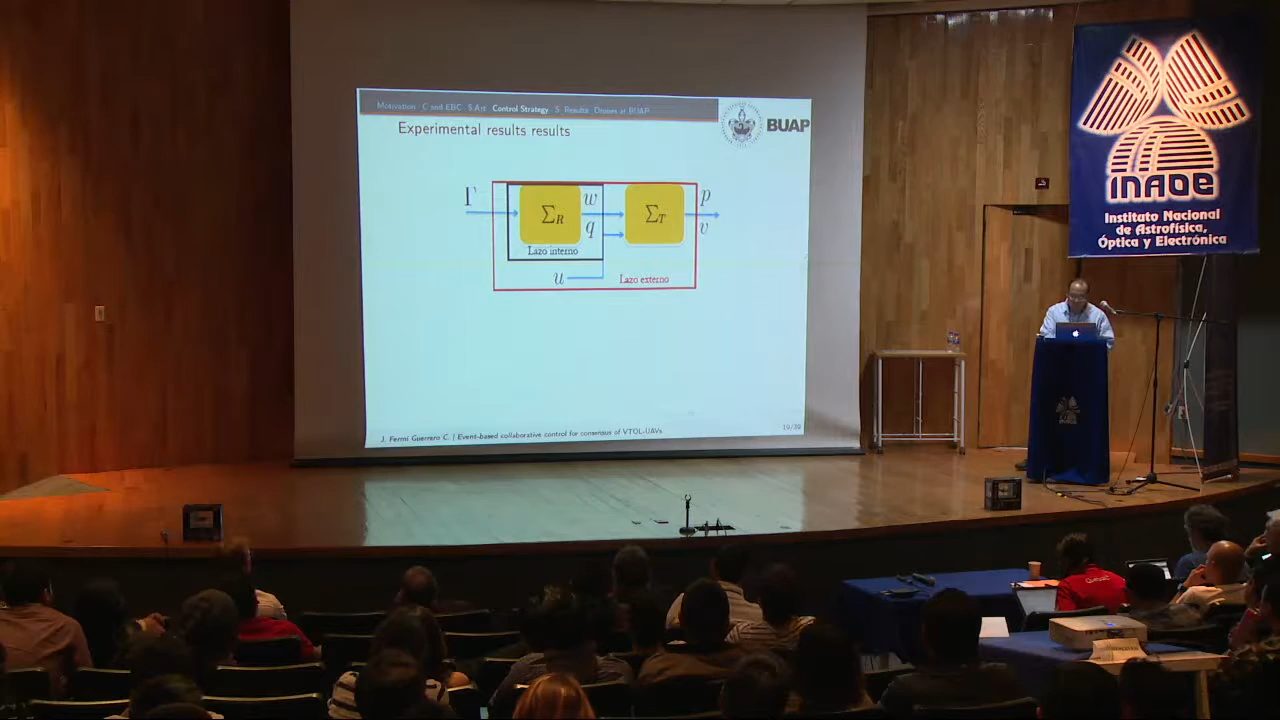 Motivation C and EBC S.Art Control Strategy S. Results Drones at BUAP
Experimental results results
BUAP
Γ
Σ_R
w
q
Σ_T
p
v
Lazo interno
u
Lazo externo
J. Fermi Guerrero C. | Event-based collaborative control for consensus of VTOL-UAVs
19/39
INAOE
Instituto Nacional
de Astrofísica,
Óptica y Electrónica